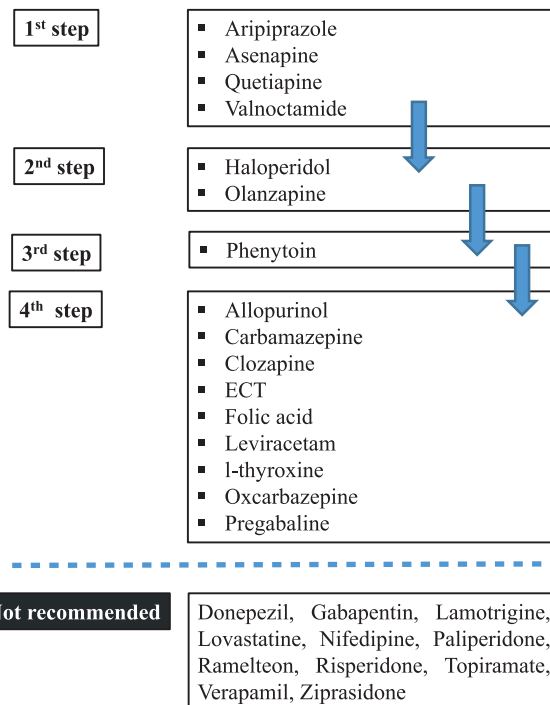 1st step
▪ Aripiprazole
▪ Asenapine
▪ Quetiapine
▪ Valnoctamide
2nd step
▪ Haloperidol
▪ Olanzapine
3rd step
▪ Phenytoin
4th step
▪ Allopurinol
▪ Carbamazepine
▪ Clozapine
▪ ECT
▪ Folic acid
▪ Leviracetam
▪ l-thyroxine
▪ Oxcarbazepine
▪ Pregabaline
Not recommended
Donepezil, Gabapentin, Lamotrigine,
Lovastatine, Nifedipine, Paliperidone,
Ramelteon, Risperidone, Topiramate,
Verapamil, Ziprasidone